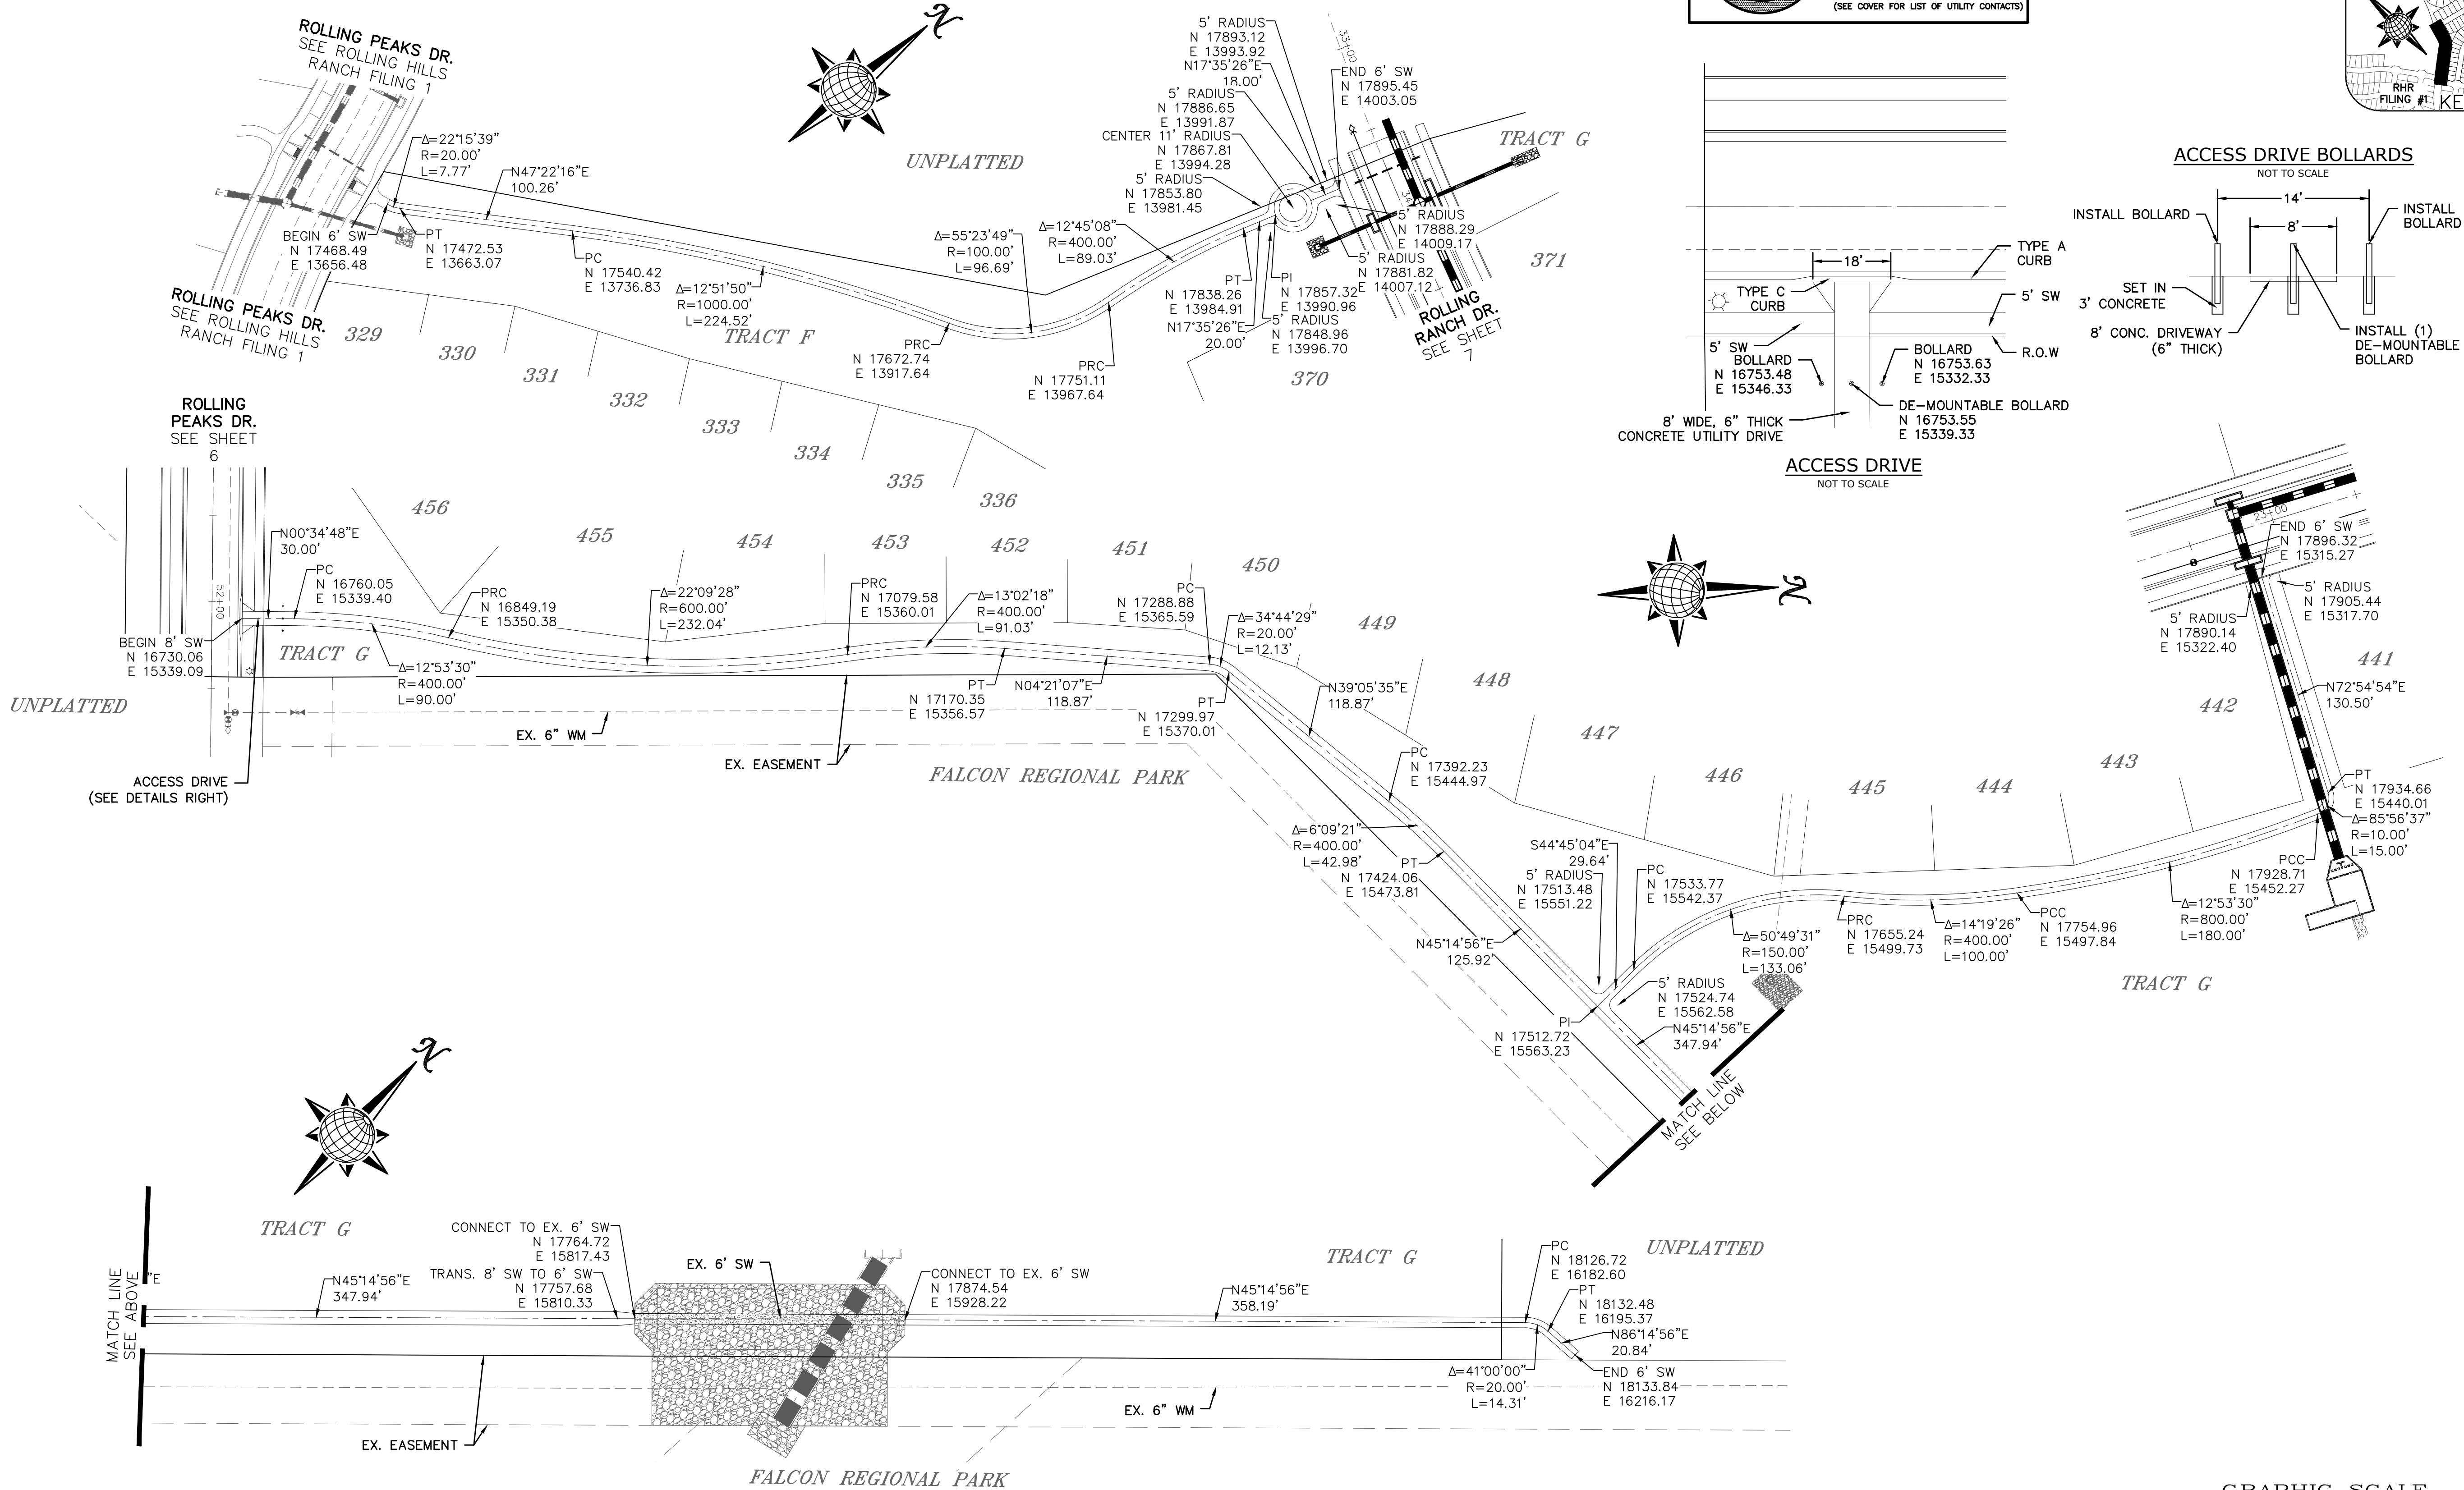 ROLLING PEAKS DR.
SEE ROLLING HILLS
RANCH FILING 1
Δ=22°15'39"
R=20.00'
L=7.77'
N47°22'16"E
100.26'
BEGIN 6' SW
N 17468.49
E 13656.48
PT
N 17472.53
E 13663.07
PC
N 17540.42
E 13736.83
Δ=12°51'50"
R=1000.00'
L=224.52'
ROLLING PEAKS DR.
SEE ROLLING HILLS
RANCH FILING 1
329
330
331
332
333
334
335
336
TRACT F
UNPLATTED
N
PRC
N 17672.74
E 13917.64
Δ=55°23'49"
R=100.00'
L=96.69'
PRC
N 17751.11
E 13967.64
Δ=12°45'08"
R=400.00'
L=89.03'
5' RADIUS
N 17893.12
E 13993.92
N17°35'26"E
18.00'
5' RADIUS
N 17886.65
E 13991.87
CENTER 11' RADIUS
N 17867.81
E 13994.28
5' RADIUS
N 17853.80
E 13981.45
33+00
END 6' SW
N 17895.45
E 14003.05
TRACT G
34
5' RADIUS
N 17888.29
E 14009.17
5' RADIUS
N 17881.82
E 14007.12
PT
N 17838.26
E 13984.91
N17°35'26"E
20.00'
PI
N 17857.32
E 13990.96
5' RADIUS
N 17848.96
E 13996.70
ROLLING
RANCH DR.
SEE SHEET
7
371
370
(SEE COVER FOR LIST OF UTILITY CONTACTS)
RHR
FILING #1
KE
18'
TYPE A
CURB
TYPE C
CURB
5' SW
5' SW
R.O.W
BOLLARD
N 16753.48
E 15346.33
BOLLARD
N 16753.63
E 15332.33
DE-MOUNTABLE BOLLARD
N 16753.55
E 15339.33
8' WIDE, 6" THICK
CONCRETE UTILITY DRIVE
ACCESS DRIVE
NOT TO SCALE
ACCESS DRIVE BOLLARDS
NOT TO SCALE
14'
INSTALL BOLLARD
INSTALL
BOLLARD
8'
SET IN
3' CONCRETE
8' CONC. DRIVEWAY
(6" THICK)
INSTALL (1)
DE-MOUNTABLE
BOLLARD
ROLLING
PEAKS DR.
SEE SHEET
6
52+00
N00°34'48"E
30.00'
PC
N 16760.05
E 15339.40
BEGIN 8' SW
N 16730.06
E 15339.09
TRACT G
UNPLATTED
ACCESS DRIVE
(SEE DETAILS RIGHT)
Δ=12°53'30"
R=400.00'
L=90.00'
PRC
N 16849.19
E 15350.38
Δ=22°09'28"
R=600.00'
L=232.04'
PRC
N 17079.58
E 15360.01
Δ=13°02'18"
R=400.00'
L=91.03'
PT
N 17170.35
E 15356.57
N04°21'07"E
118.87'
PC
N 17288.88
E 15365.59
Δ=34°44'29"
R=20.00'
L=12.13'
PT
N 17299.97
E 15370.01
EX. 6" WM
EX. EASEMENT
FALCON REGIONAL PARK
456
455
454
453
452
451
450
449
448
447
446
445
444
443
442
441
N
N39°05'35"E
118.87'
PC
N 17392.23
E 15444.97
Δ=6°09'21"
R=400.00'
L=42.98'
PT
N 17424.06
E 15473.81
N45°14'56"E
125.92'
S44°45'04"E
29.64'
5' RADIUS
N 17513.48
E 15551.22
PC
N 17533.77
E 15542.37
Δ=50°49'31"
R=150.00'
L=133.06'
PRC
N 17655.24
E 15499.73
Δ=14°19'26"
R=400.00'
L=100.00'
PCC
N 17754.96
E 15497.84
Δ=12°53'30"
R=800.00'
L=180.00'
PCC
N 17928.71
E 15452.27
PT
N 17934.66
E 15440.01
Δ=85°56'37"
R=10.00'
L=15.00'
N72°54'54"E
130.50'
23+00
END 6' SW
N 17896.32
E 15315.27
5' RADIUS
N 17905.44
E 15317.70
5' RADIUS
N 17890.14
E 15322.40
TRACT G
5' RADIUS
N 17524.74
E 15562.58
PI
N 17512.72
E 15563.23
N45°14'56"E
347.94'
MATCH LINE
SEE BELOW
N
MATCH LINE
SEE ABOVE
"E
TRACT G
N45°14'56"E
347.94'
CONNECT TO EX. 6' SW
N 17764.72
E 15817.43
TRANS. 8' SW TO 6' SW
N 17757.68
E 15810.33
EX. 6' SW
CONNECT TO EX. 6' SW
N 17874.54
E 15928.22
N45°14'56"E
358.19'
TRACT G
UNPLATTED
PC
N 18126.72
E 16182.60
PT
N 18132.48
E 16195.37
N86°14'56"E
20.84'
Δ=41°00'00"
R=20.00'
L=14.31'
END 6' SW
N 18133.84
E 16216.17
EX. 6" WM
EX. EASEMENT
FALCON REGIONAL PARK
GRAPHIC SCALE